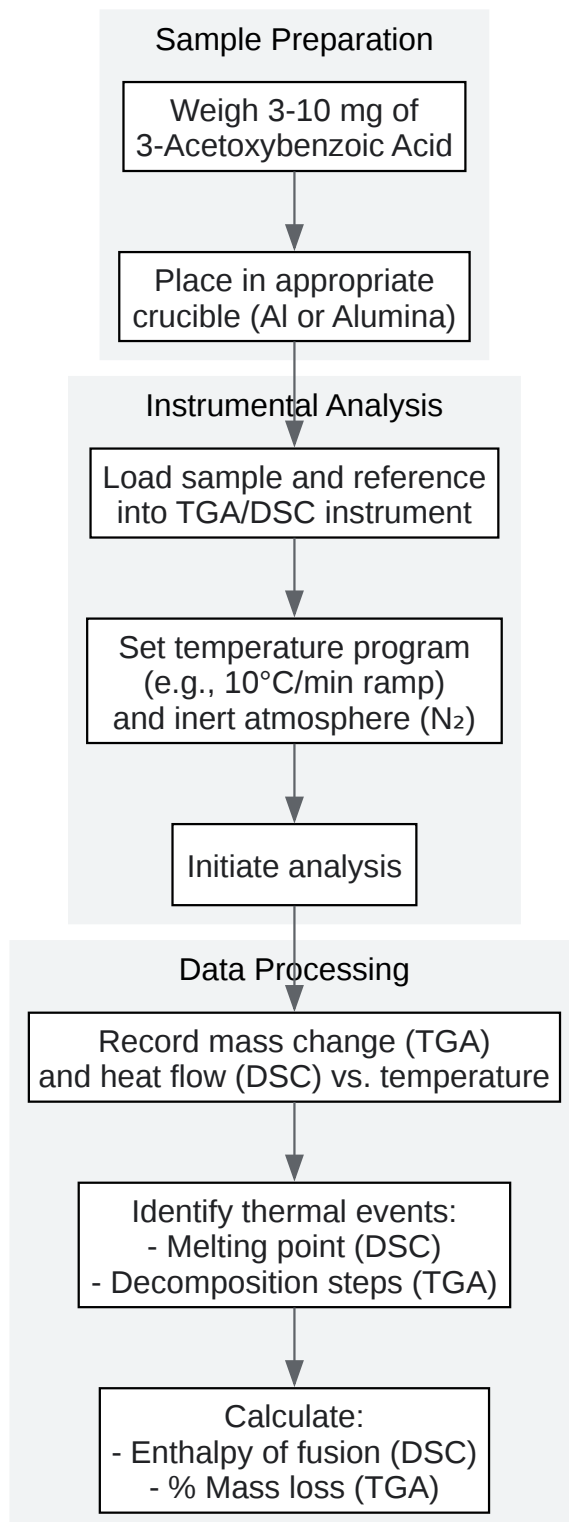 Sample Preparation
Weigh 3-10 mg of
3-Acetoxybenzoic Acid
Place in appropriate
crucible (Al or Alumina)
Instrumental Analysis
Load sample and reference
into TGA/DSC instrument
Set temperature program
(e.g., 10°C/min ramp)
and inert atmosphere (N₂)
Initiate analysis
Data Processing
Record mass change (TGA)
and heat flow (DSC) vs. temperature
Identify thermal events:
- Melting point (DSC)
- Decomposition steps (TGA)
Calculate:
- Enthalpy of fusion (DSC)
- % Mass loss (TGA)